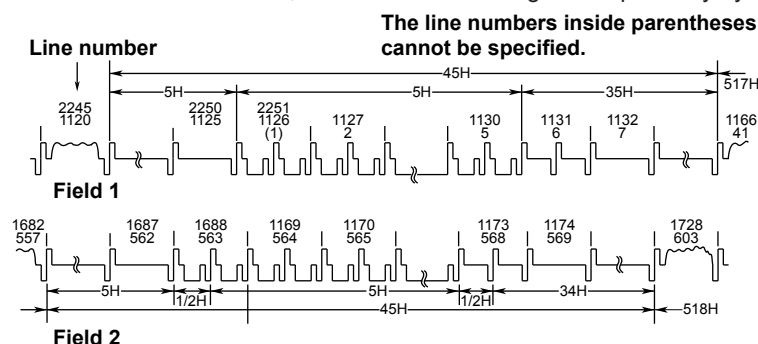 The line numbers inside parentheses
cannot be specified.
Line number
45H
517H
5H
5H
35H
2245
1120
2250
1125
2251
1126
(1)
1127
2
1130
5
1131
6
1132
7
1166
41
Field 1
1682
557
1687
562
1688
563
1169
564
1170
565
1173
568
1174
569
1728
603
5H
1/2H
5H
1/2H
34H
45H
518H
Field 2